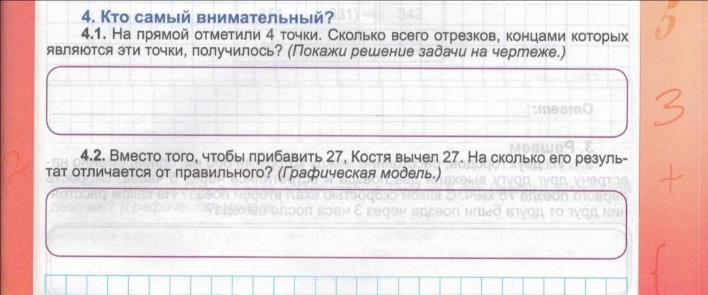 4. Кто самый внимательный?
4.1. На прямой отметили 4 точки. Сколько всего отрезков, концами которых
являются эти точки, получилось? (Покажи решение задачи на чертеже.)
4.2. Вместо того, чтобы прибавить 27, Костя вычел 27. На сколько его резуль-
тат отличается от правильного? (Графическая модель.)
5
3
+